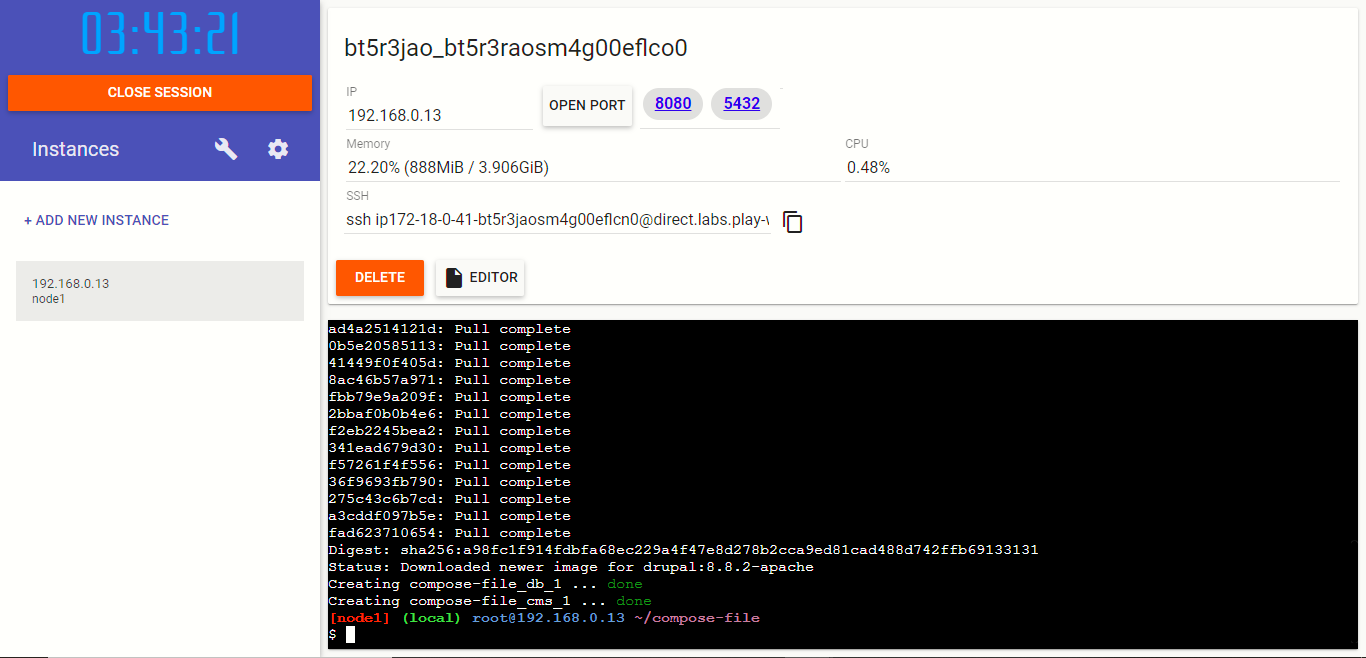 03:43:21
CLOSE SESSION
Instances
+ ADD NEW INSTANCE
192.168.0.13
node1
bt5r3jao_bt5r3raosm4g00eflco0
IP
192.168.0.13
OPEN PORT
8080
5432
Memory
22.20% (888MiB / 3.906GiB)
CPU
0.48%
SSH
ssh ip172-18-0-41-bt5r3jaosm4g00eflcn0@direct.labs.play-w
DELETE
EDITOR
ad4a2514121d: Pull complete
0b5e20585113: Pull complete
41449f0f405d: Pull complete
8ac46b57a971: Pull complete
fbb79e9a209f: Pull complete
2bbaf0b0b4e6: Pull complete
f2eb2245bea2: Pull complete
341ead679d30: Pull complete
f57261f4f556: Pull complete
36f9693fb790: Pull complete
275c43c6b7cd: Pull complete
a3cddf097b5e: Pull complete
fad623710654: Pull complete
Digest: sha256:a98fc1f914fdbfa68ec229a4f47e8d278b2cca9ed81cad488d742ffb69133131
Status: Downloaded newer image for drupal:8.8.2-apache
Creating compose-file_db_1 ... done
Creating compose-file_cms_1 ... done
[node1] (local) root@192.168.0.13 ~/compose-file
$